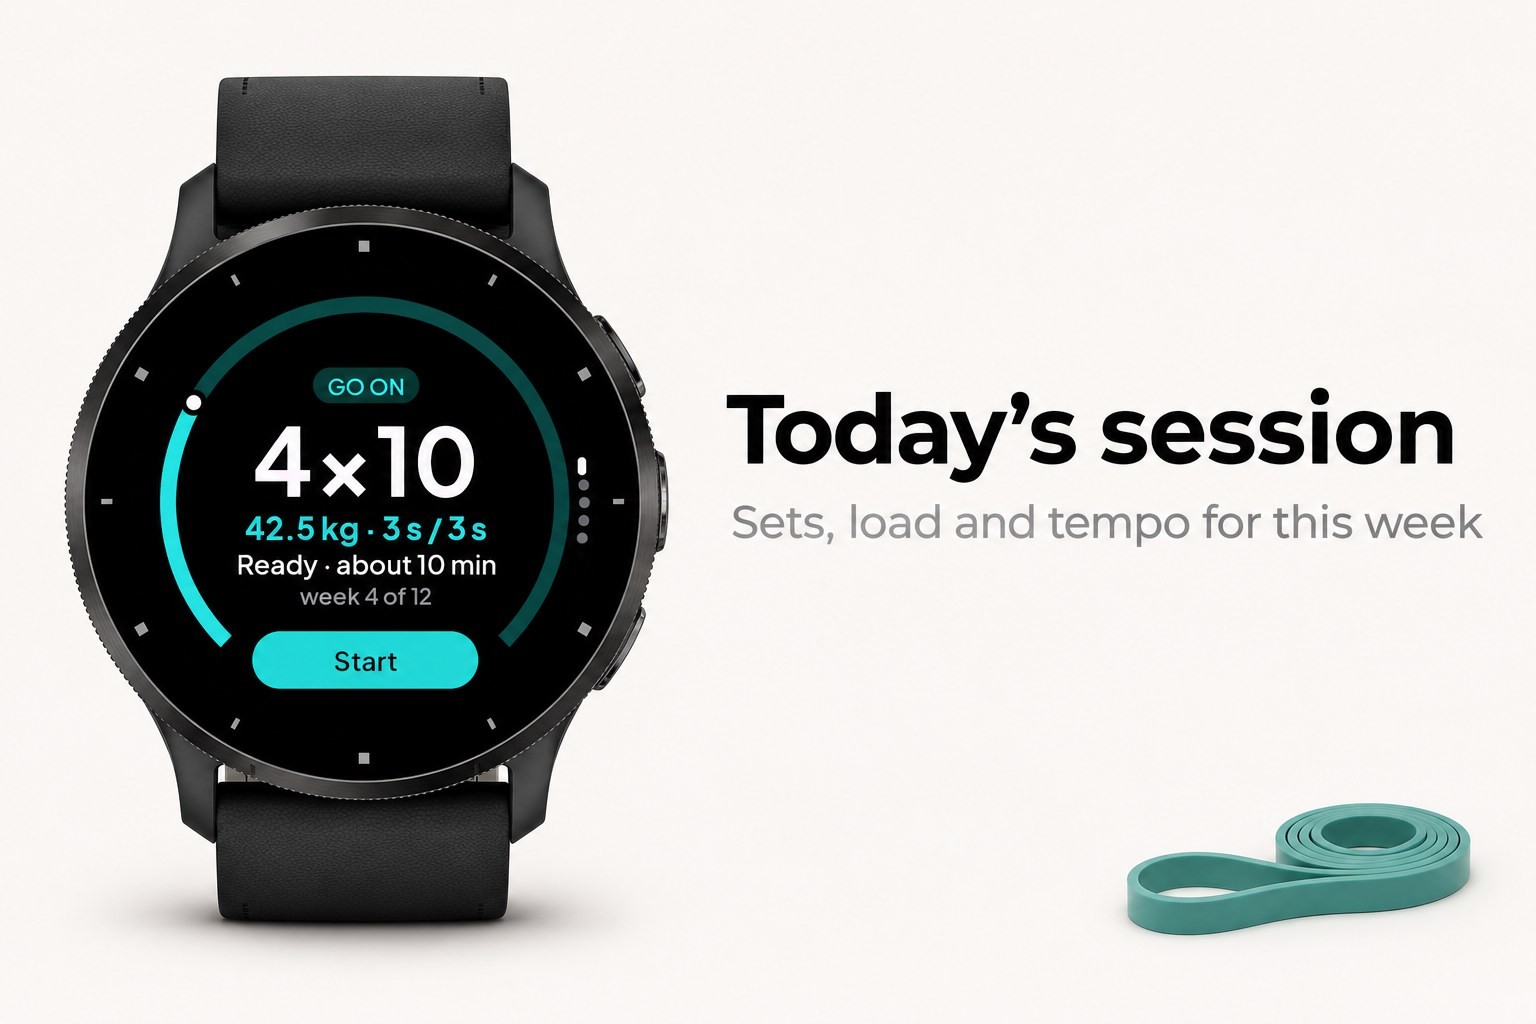 GO ON
4×10
42.5 kg · 3 s / 3 s
Ready · about 10 min
week 4 of 12
Start
Today’s session
Sets, load and tempo for this week